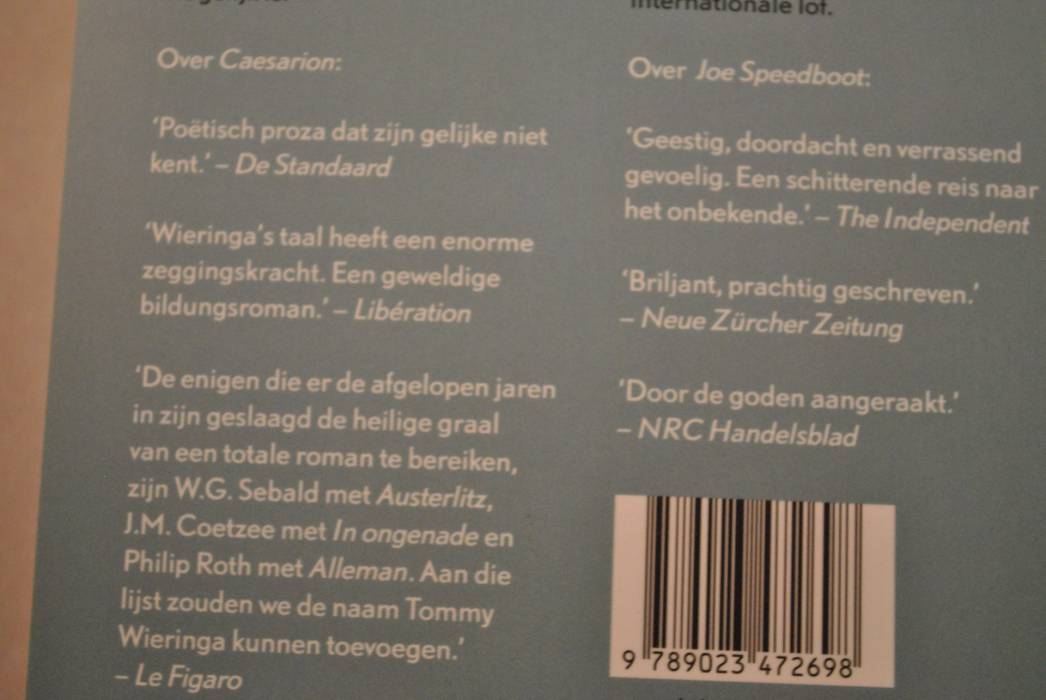 Over Caesarion:
'Poëtisch proza dat zijn gelijke niet
kent.' – De Standaard
'Wieringa's taal heeft een enorme
zeggingskracht. Een geweldige
bildungsroman.' – Libération
'De enigen die er de afgelopen jaren
in zijn geslaagd de heilige graal
van een totale roman te bereiken,
zijn W.G. Sebald met Austerlitz,
J.M. Coetzee met In ongenade en
Philip Roth met Alleman. Aan die
lijst zouden we de naam Tommy
Wieringa kunnen toevoegen.'
– Le Figaro
internationale lof.
Over Joe Speedboot:
'Geestig, doordacht en verrassend
gevoelig. Een schitterende reis naar
het onbekende.' – The Independent
'Briljant, prachtig geschreven.'
– Neue Zürcher Zeitung
'Door de goden aangeraakt.'
– NRC Handelsblad
9 789023 472698